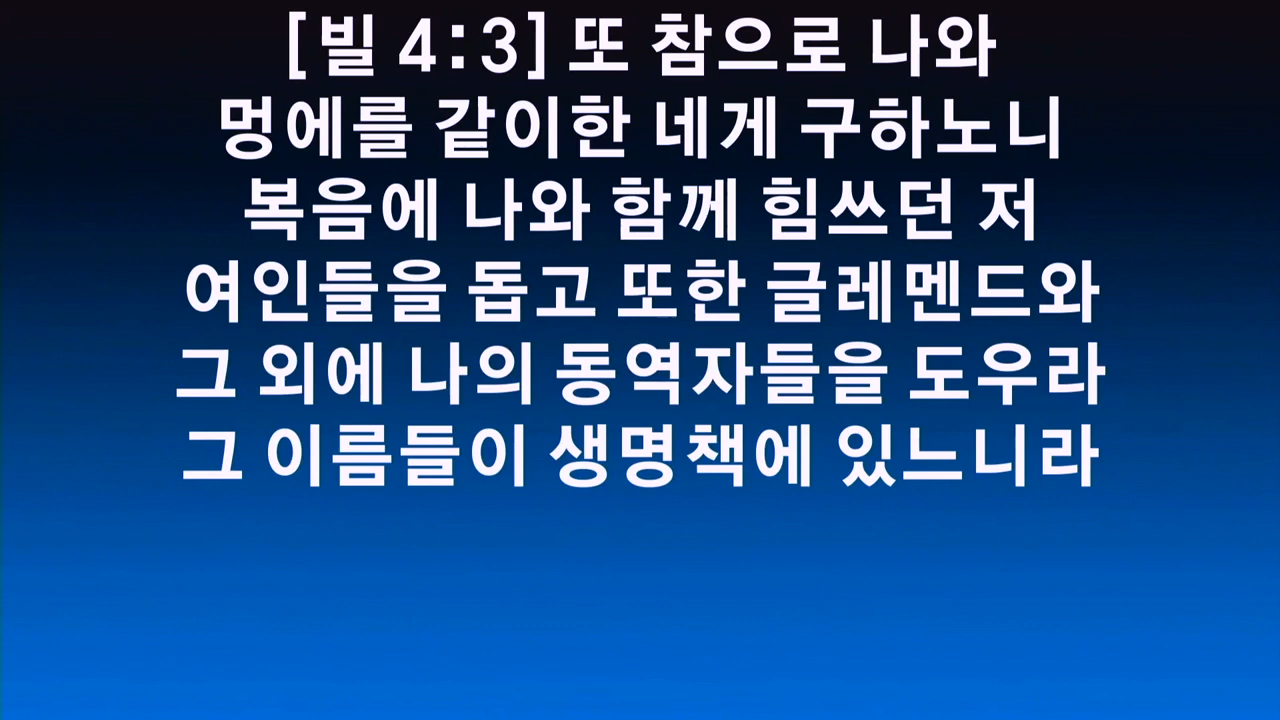 [빌 4:3] 또 참으로 나와
멍에를 같이한 네게 구하노니
복음에 나와 함께 힘쓰던 저
여인들을 돕고 또한 글레멘드와
그 외에 나의 동역자들을 도우라
그 이름들이 생명책에 있느니라